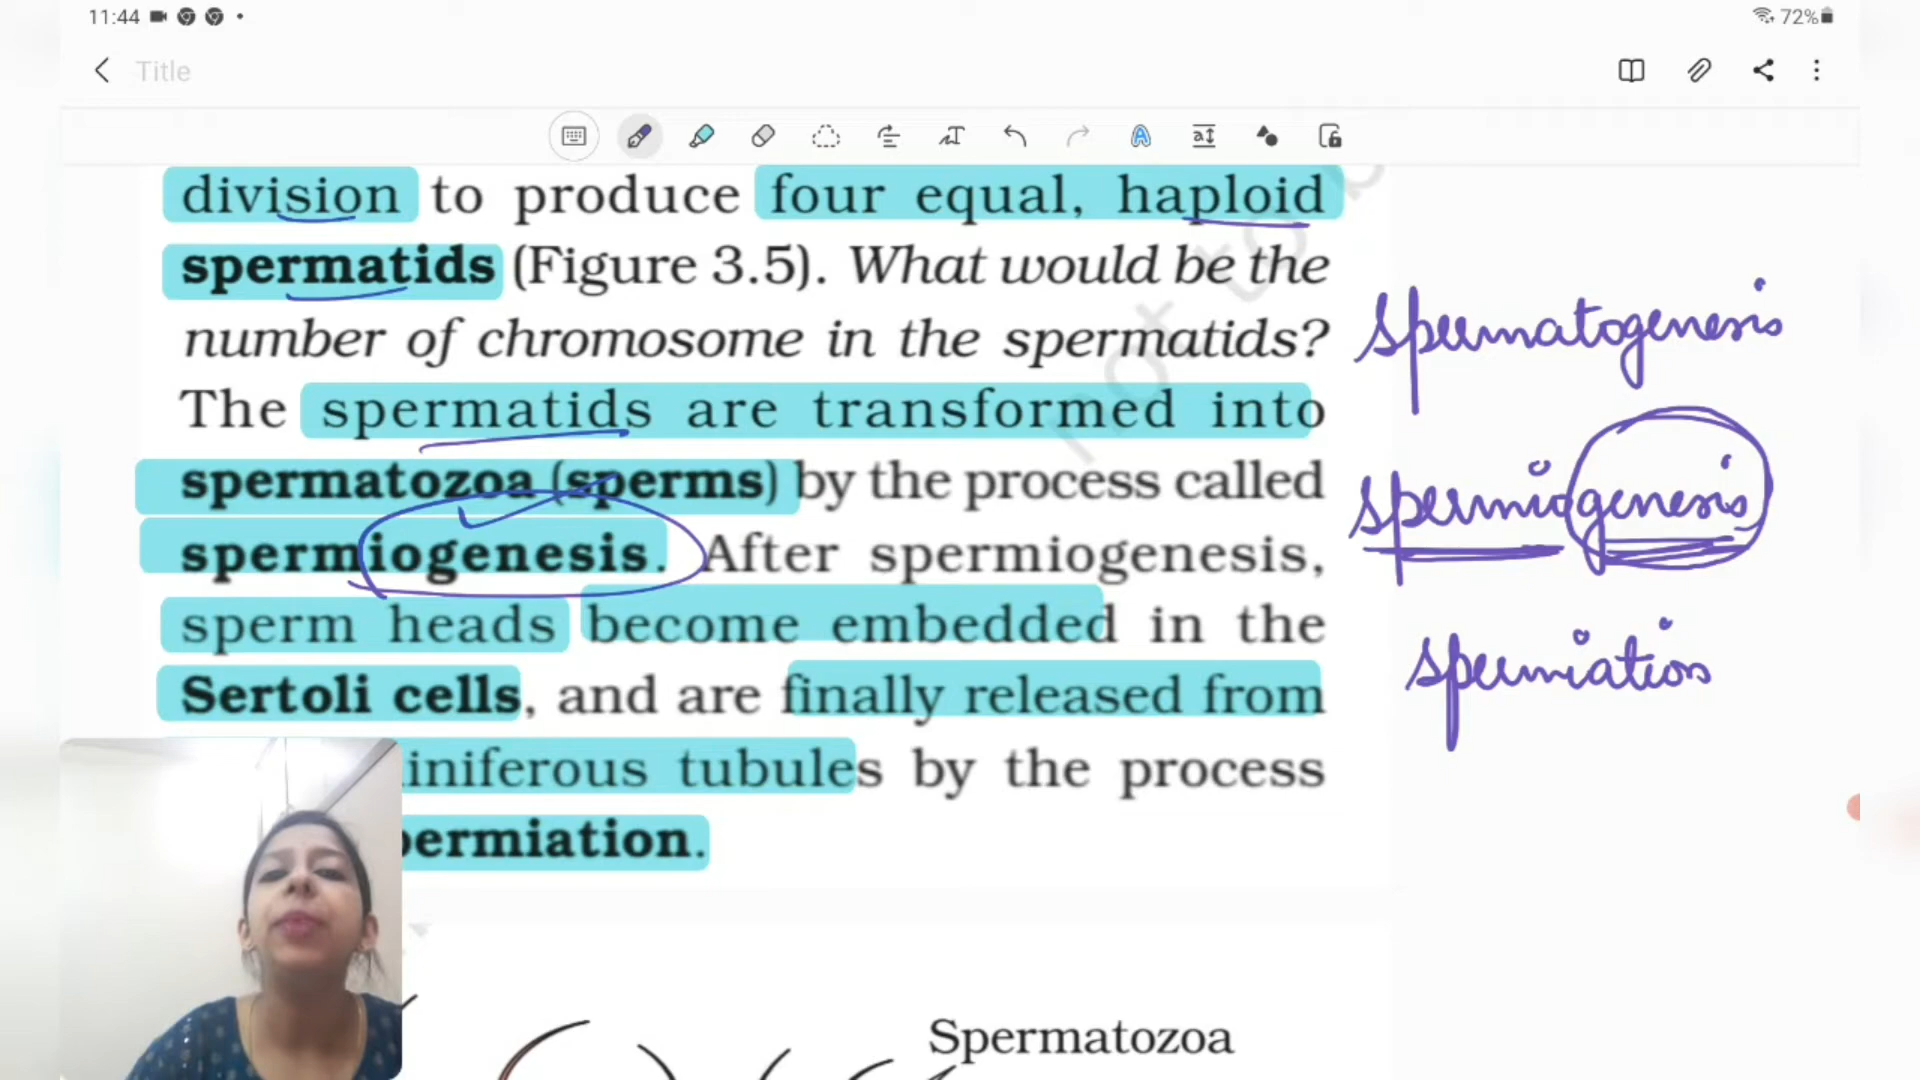 11:44
72%
Title
division to produce four equal, haploid
spermatids (Figure 3.5). What would be the
number of chromosome in the spermatids?
The spermatids are transformed into
spermatozoa (sperms) by the process called
spermiogenesis. After spermiogenesis,
sperm heads become embedded in the
Sertoli cells, and are finally released from
iniferous tubules by the process
permiation.
Spermatozoa
spermatogenesis
spermiogenesis
spermiation
not to b